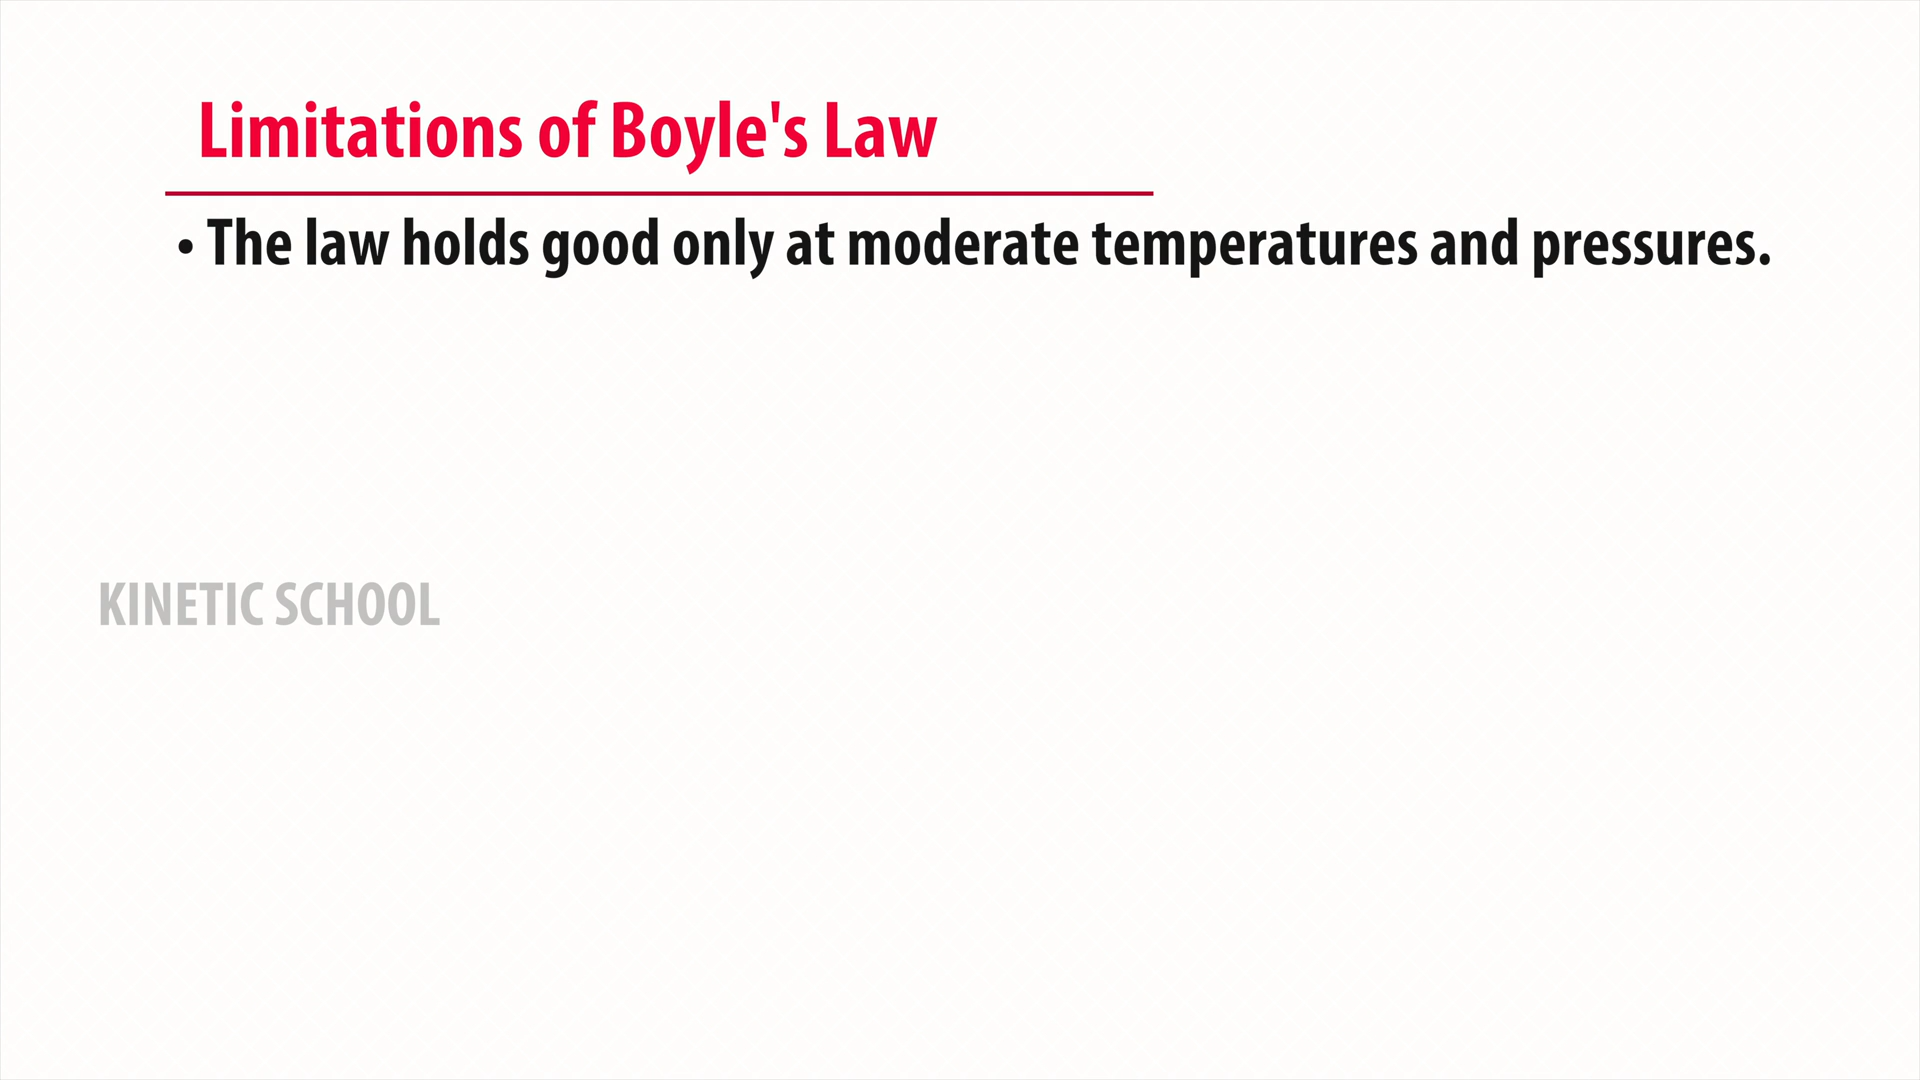 Limitations of Boyle's Law
• The law holds good only at moderate temperatures and pressures.
KINETIC SCHOOL